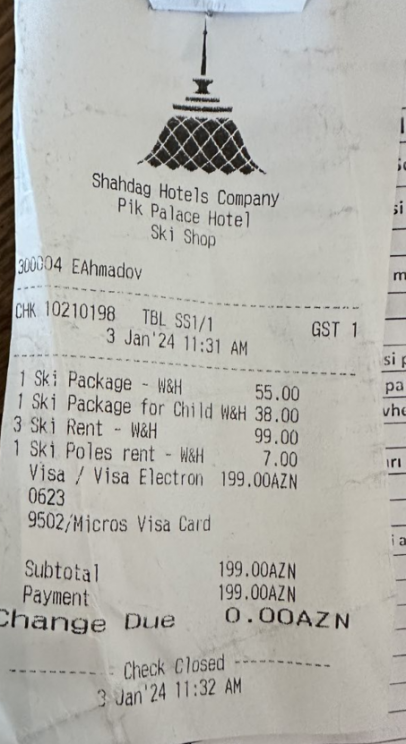 Shahdag Hotels Company
Pik Palace Hotel
Ski Shop
300004 EAhmadov
CHK 10210198 TBL SS1/1 GST 1
3 Jan'24 11:31 AM
1 Ski Package - W&H 55.00
1 Ski Package for Child W&H 38.00
3 Ski Rent - W&H 99.00
1 Ski Poles rent - W&H 7.00
Visa / Visa Electron 199.00AZN
0623
9502/Micros Visa Card
Subtotal 199.00AZN
Payment 199.00AZN
Change Due 0.00AZN
---------- Check Closed ----------
3 Jan'24 11:32 AM